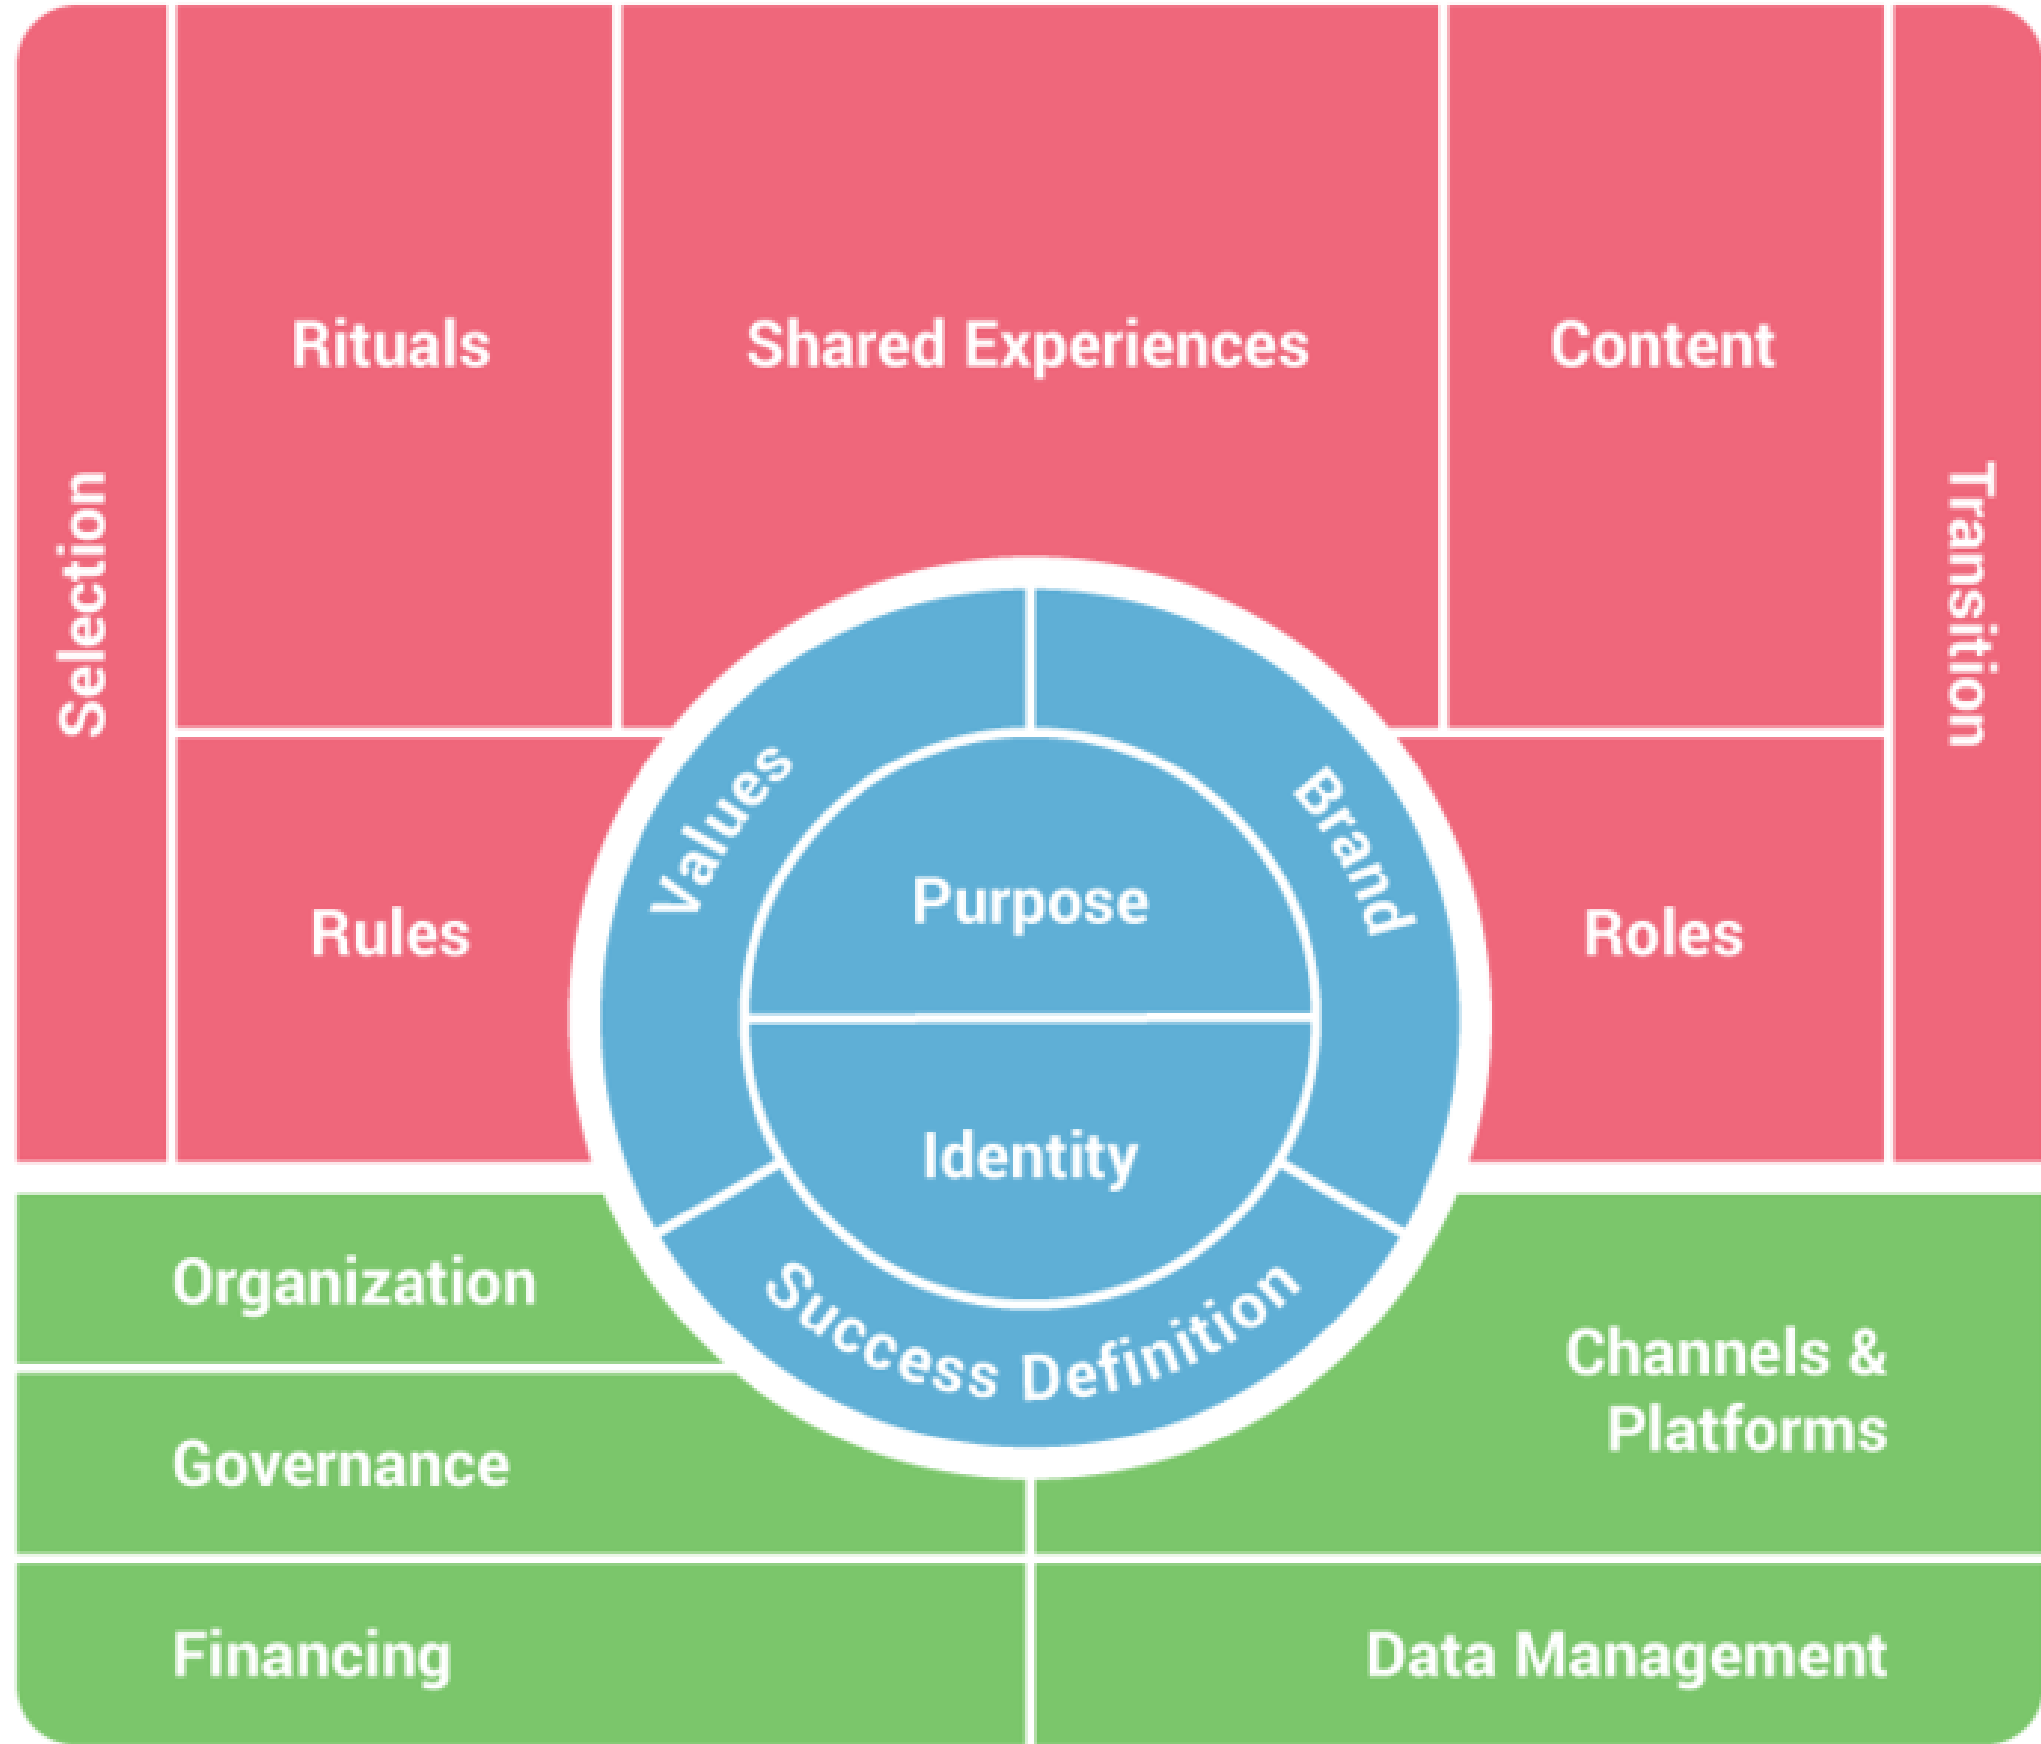 Selection
Rituals
Shared Experiences
Content
Transition
Rules
Values
Purpose
Brand
Roles
Identity
Success Definition
Organization
Governance
Financing
Channels &
Platforms
Data Management